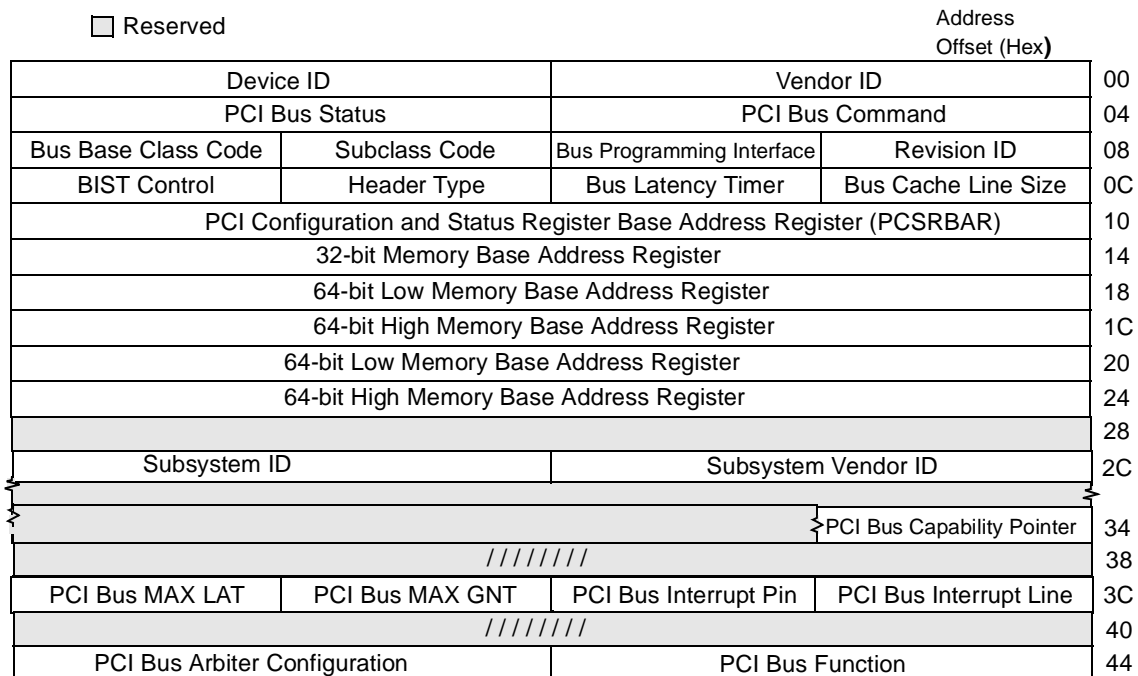 Reserved
Address
Offset (Hex)
Device ID Vendor ID 00
PCI Bus Status PCI Bus Command 04
Bus Base Class Code Subclass Code Bus Programming Interface Revision ID 08
BIST Control Header Type Bus Latency Timer Bus Cache Line Size 0C
PCI Configuration and Status Register Base Address Register (PCSRBAR) 10
32-bit Memory Base Address Register 14
64-bit Low Memory Base Address Register 18
64-bit High Memory Base Address Register 1C
64-bit Low Memory Base Address Register 20
64-bit High Memory Base Address Register 24
28
Subsystem ID Subsystem Vendor ID 2C
PCI Bus Capability Pointer 34
//////// 38
PCI Bus MAX LAT PCI Bus MAX GNT PCI Bus Interrupt Pin PCI Bus Interrupt Line 3C
//////// 40
PCI Bus Arbiter Configuration PCI Bus Function 44